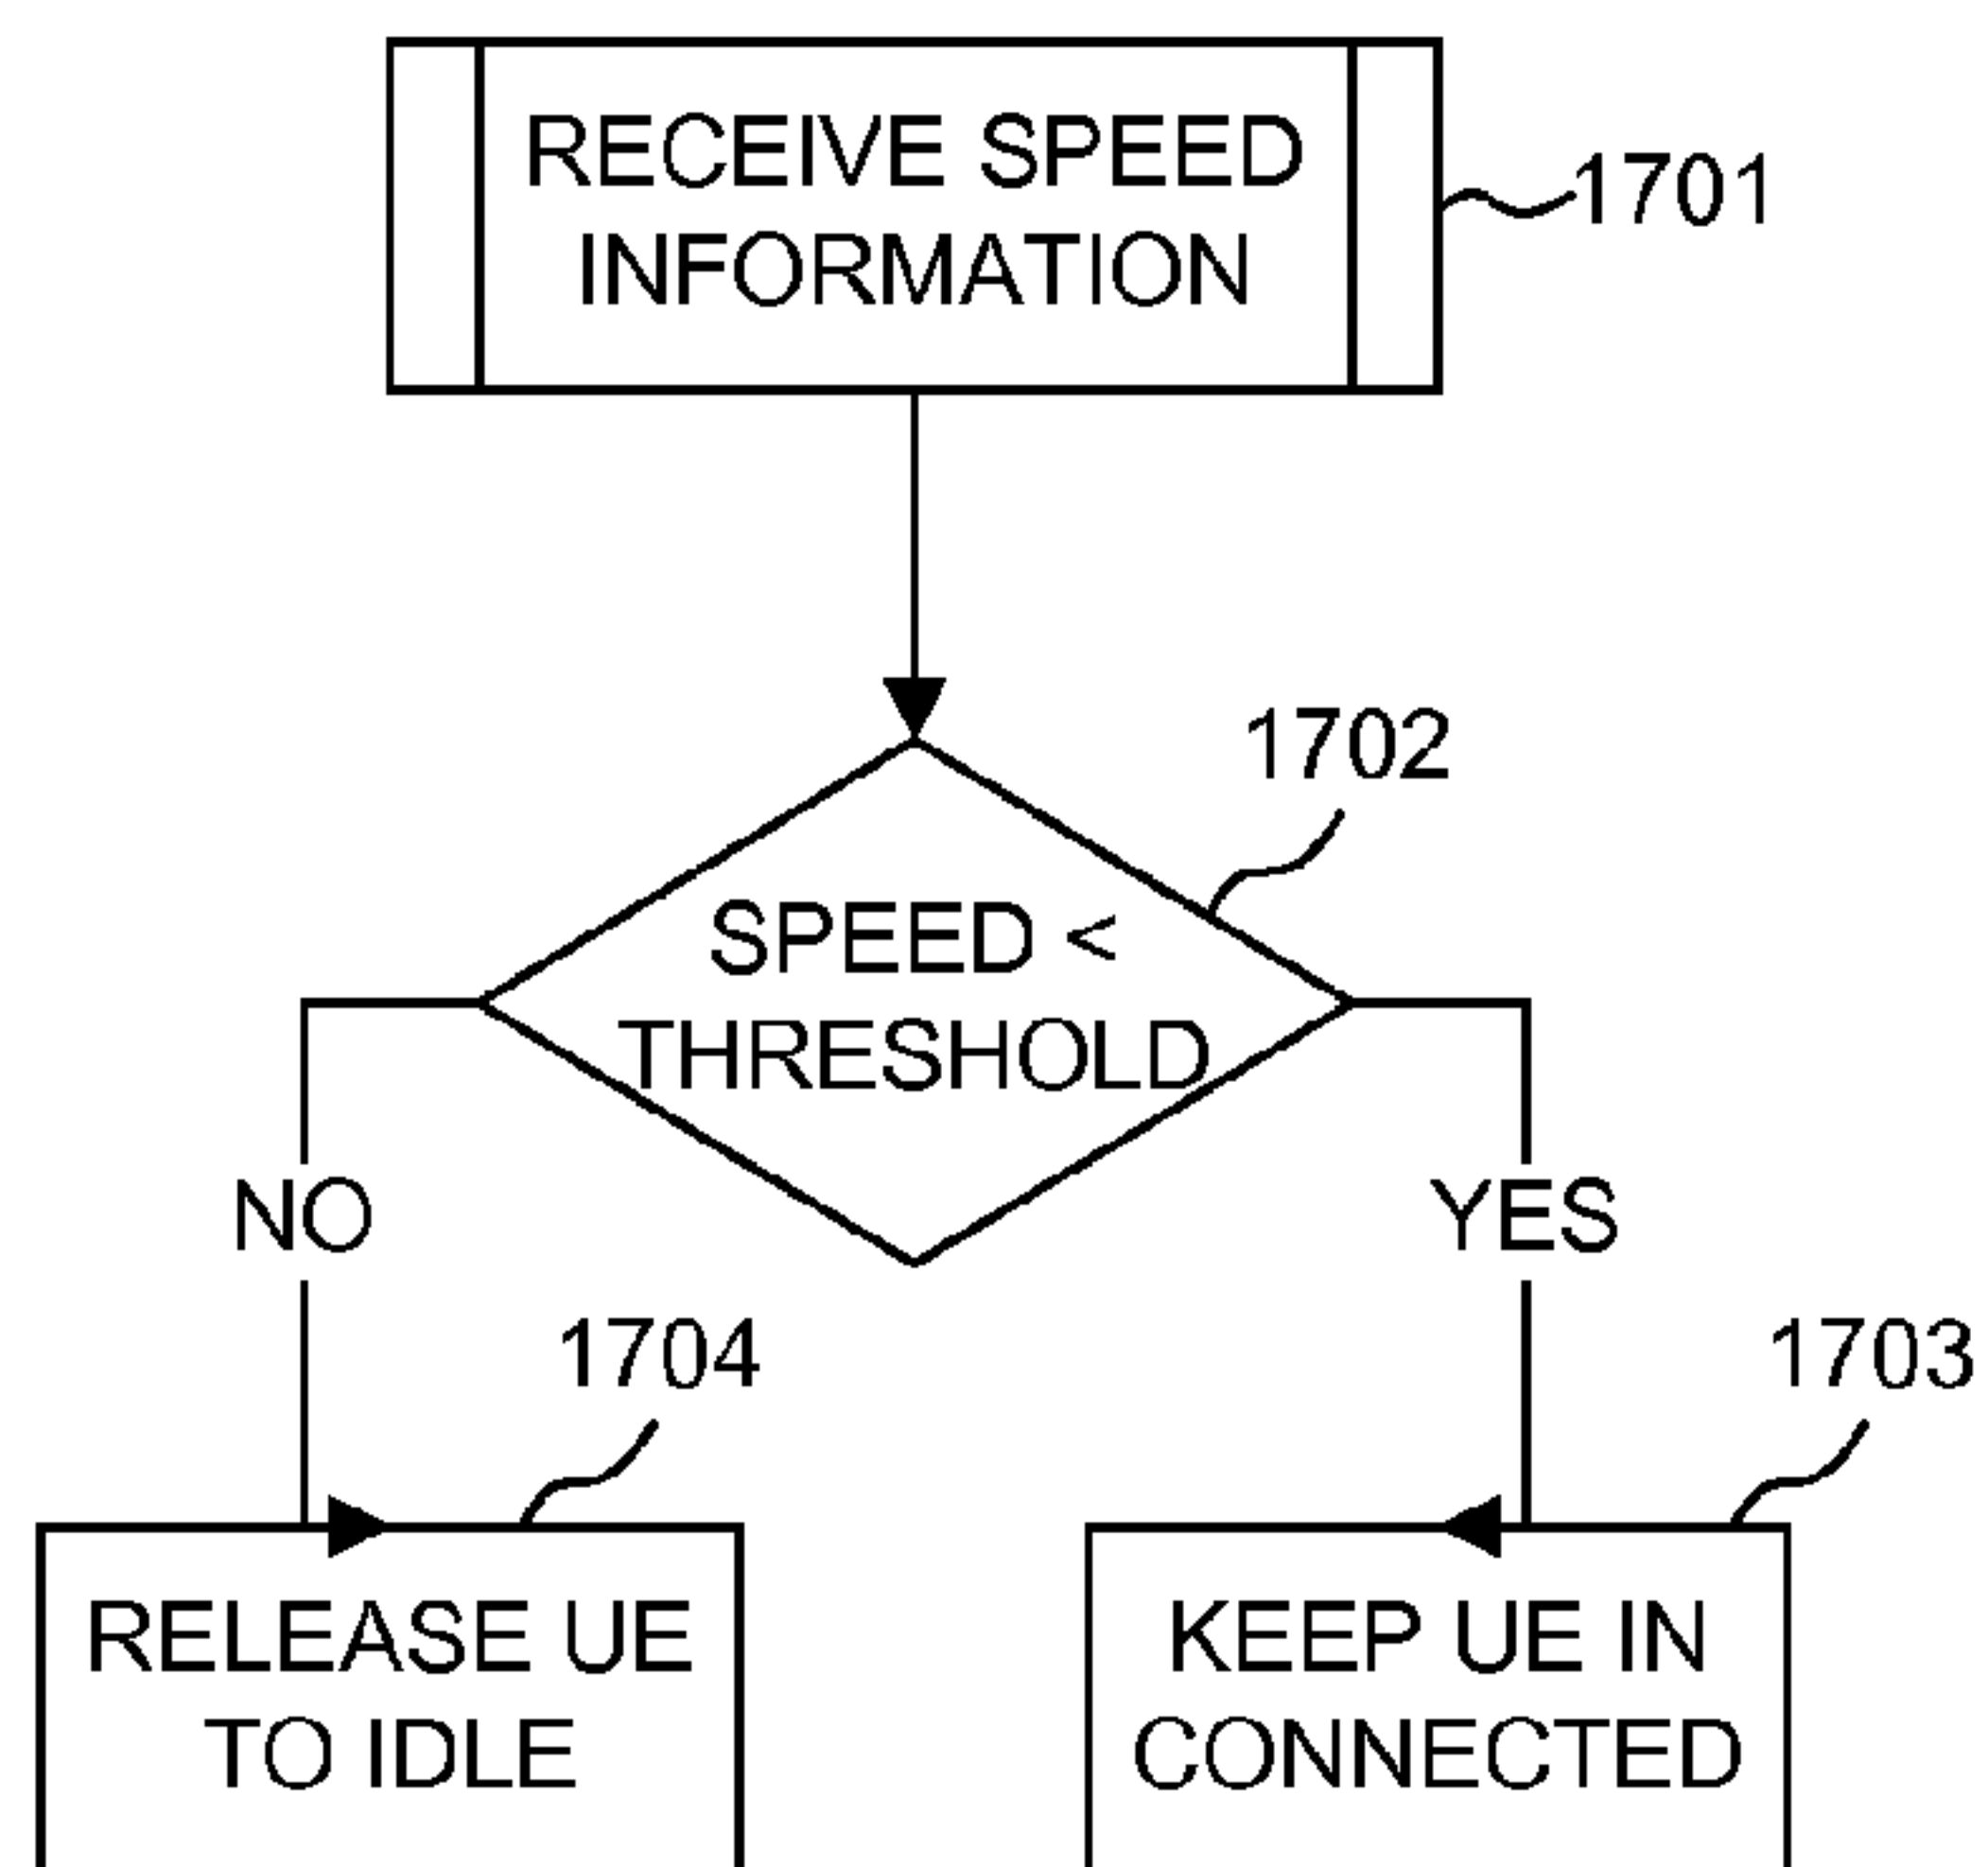 RECEIVE SPEED
INFORMATION
1701
1702
SPEED <
THRESHOLD
NO
YES
1704
1703
RELEASE UE
TO IDLE
KEEP UE IN
CONNECTED